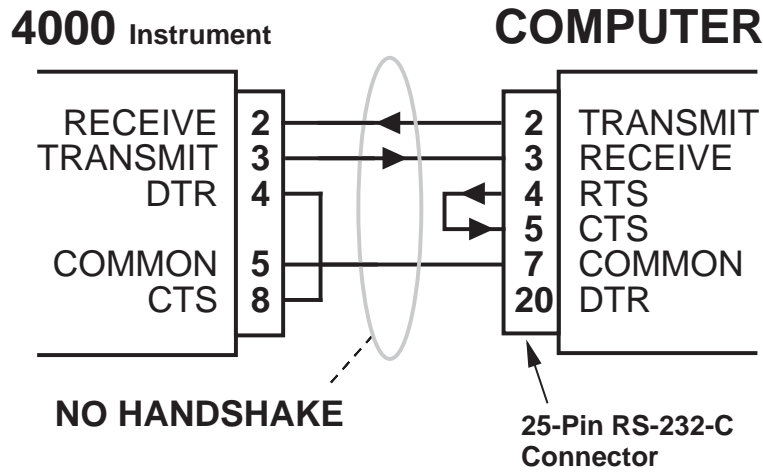 4000 Instrument
COMPUTER
RECEIVE 2
TRANSMIT 3
DTR 4
COMMON 5
CTS 8
2 TRANSMIT
3 RECEIVE
4 RTS
5 CTS
7 COMMON
20 DTR
NO HANDSHAKE
25-Pin RS-232-C
Connector